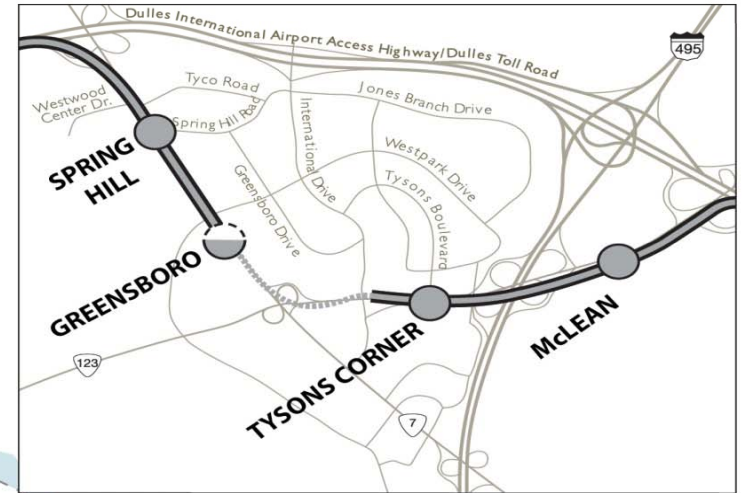 Dulles International Airport Access Highway/Dulles Toll Road
495
Tyco Road
Jones Branch Drive
Westwood
Center Dr.
Spring Hill Road
International Drive
Westpark Drive
SPRING
HILL
Greensboro Drive
Tysons Boulevard
GREENSBORO
McLEAN
TYSONS CORNER
123
7